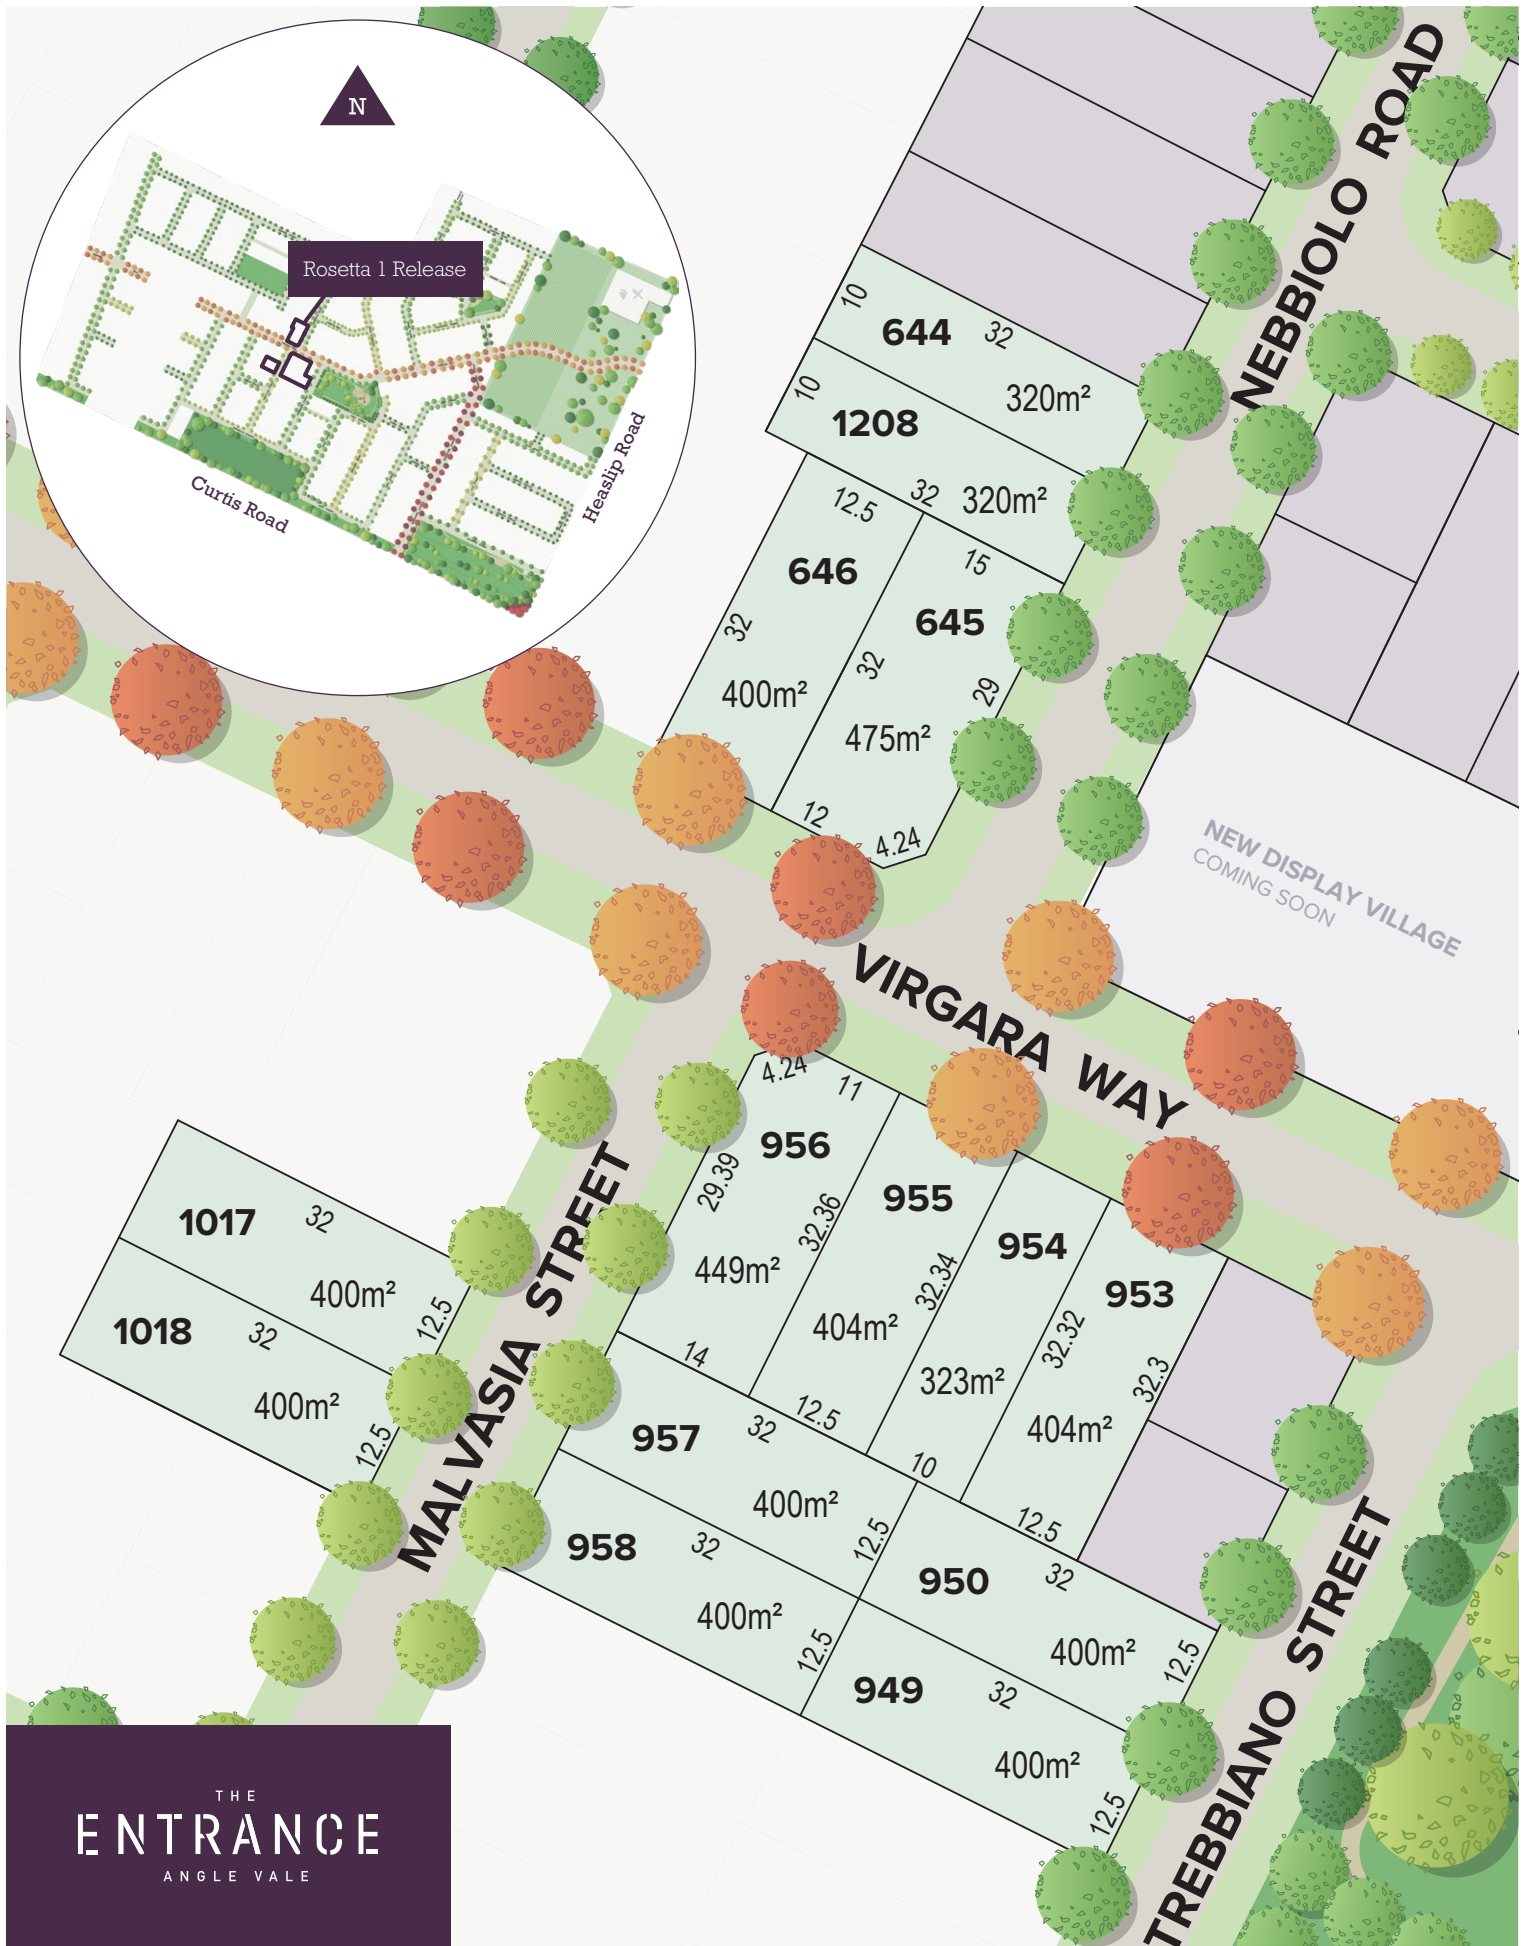 N
Rosetta 1 Release
Curtis Road
Heaslip Road
NEBBIOLO ROAD
10
644
32
320m²
10
1208
32
320m²
12.5
646
32
400m²
15
645
32
29
475m²
12
4.24
NEW DISPLAY VILLAGE
COMING SOON
VIRGARA WAY
4.24
11
956
29.39
32.36
449m²
14
955
32.34
404m²
12.5
954
32.32
323m²
10
953
32.3
404m²
12.5
1017
32
400m²
12.5
1018
32
400m²
12.5
MALVASIA STREET
957
32
400m²
12.5
958
32
400m²
12.5
950
32
400m²
12.5
949
32
400m²
12.5
TREBBIANO STREET
THE
ENTRANCE
ANGLE VALE